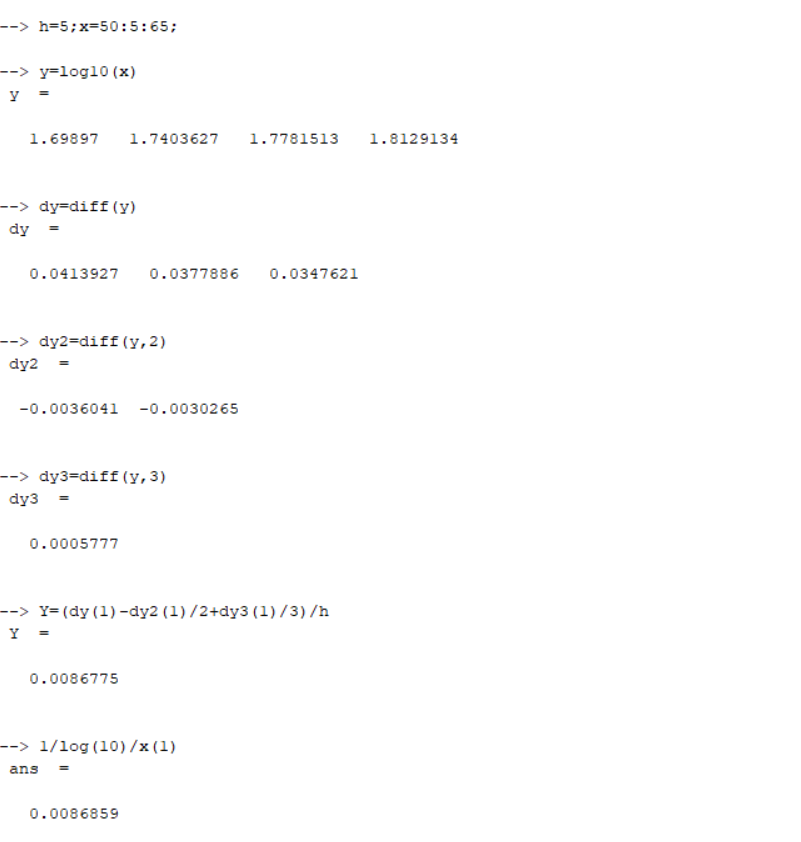 --> h=5;x=50:5:65;
--> y=log10(x)
y  =
1.69897   1.7403627   1.7781513   1.8129134
--> dy=diff(y)
dy  =
0.0413927   0.0377886   0.0347621
--> dy2=diff(y,2)
dy2  =
-0.0036041  -0.0030265
--> dy3=diff(y,3)
dy3  =
0.0005777
--> Y=(dy(1)-dy2(1)/2+dy3(1)/3)/h
Y  =
0.0086775
--> 1/log(10)/x(1)
ans  =
0.0086859